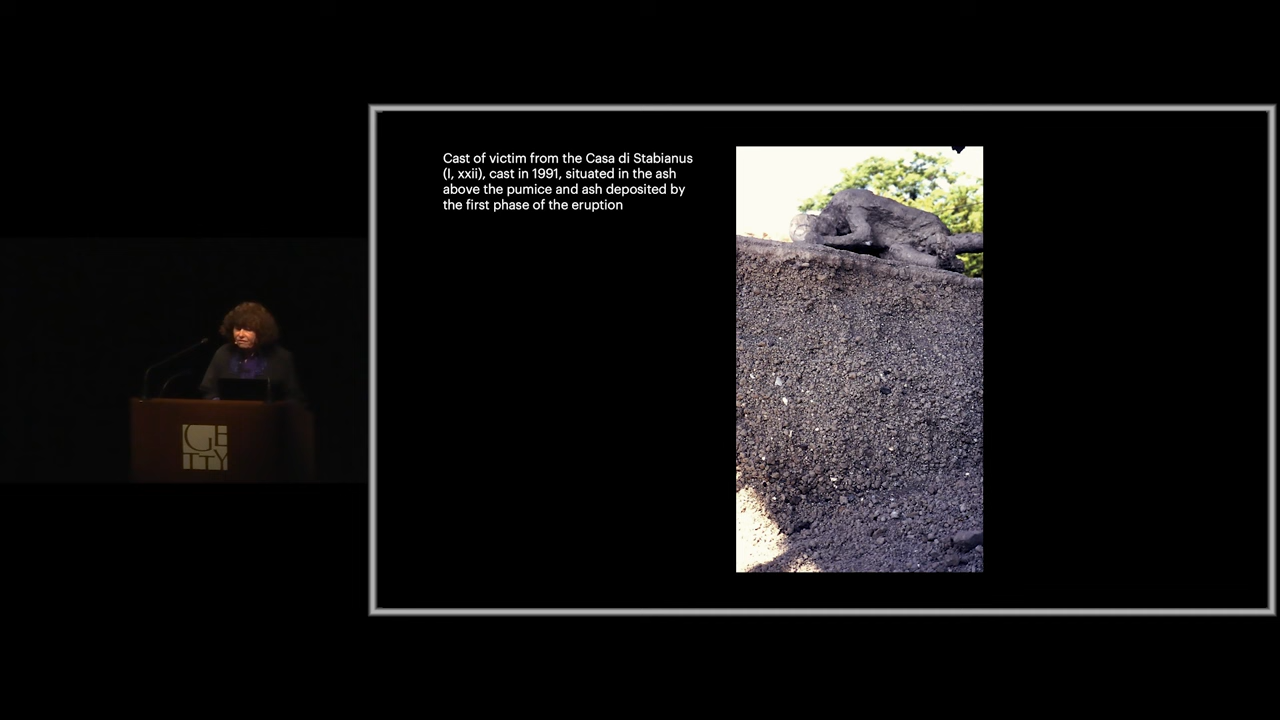 Cast of victim from the Casa di Stabianus
(I, xxii), cast in 1991, situated in the ash
above the pumice and ash deposited by
the first phase of the eruption
GE
TTY